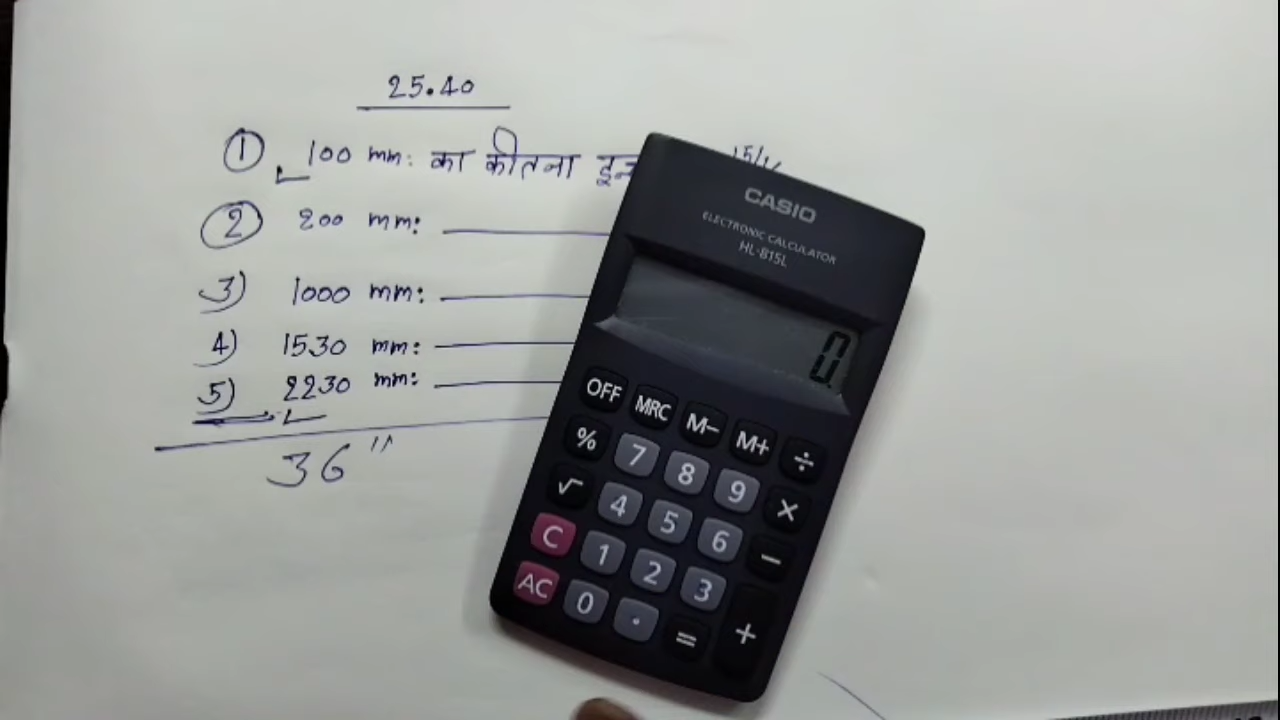 25.40
① 100 mm: का कीतना इन 15/
② 200 mm:
3) 1000 mm:
4) 1530 mm:
5) 2230 mm:
36"
CASIO
ELECTRONIC CALCULATOR
HL-815L
0.
OFF MRC M- M+ ÷
% 7 8 9 ×
√ 4 5 6 −
C 1 2 3 +
AC 0 . =